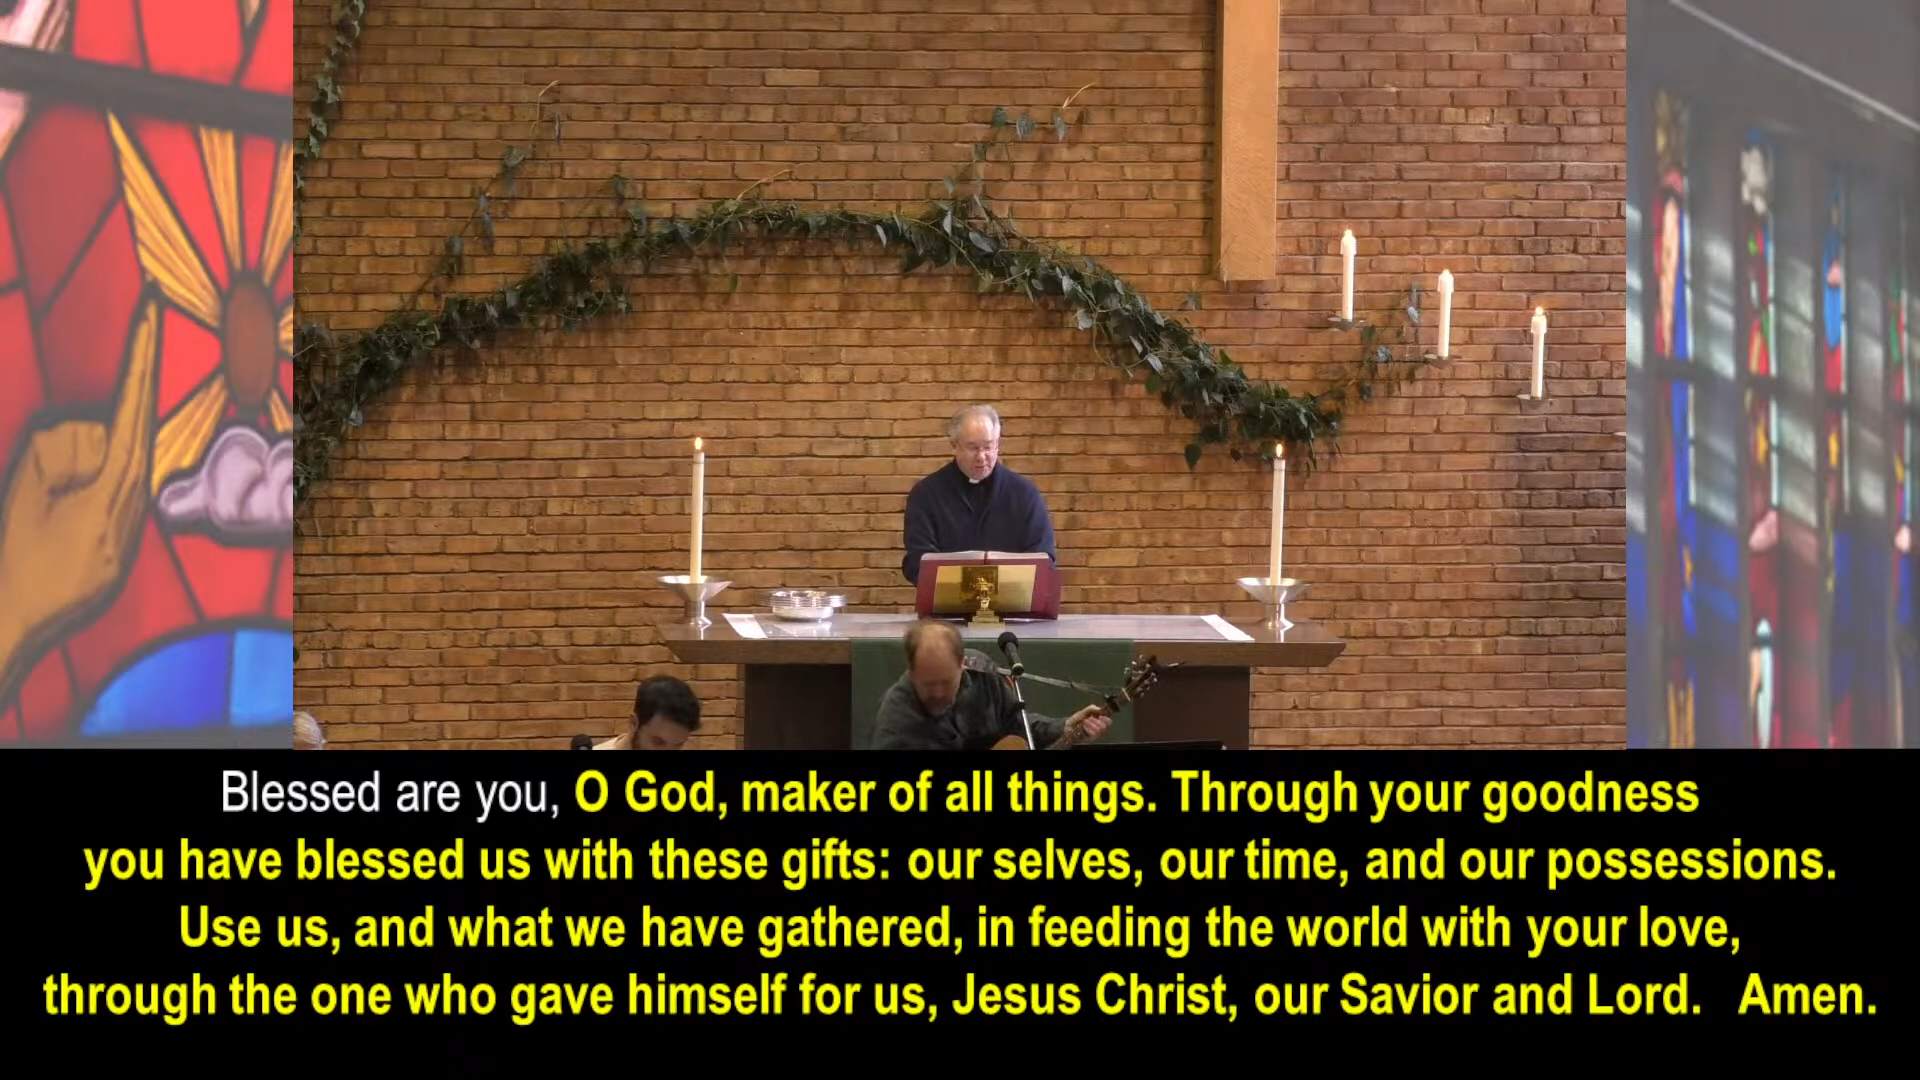 Blessed are you, O God, maker of all things. Through your goodness
you have blessed us with these gifts: our selves, our time, and our possessions.
Use us, and what we have gathered, in feeding the world with your love,
through the one who gave himself for us, Jesus Christ, our Savior and Lord. Amen.